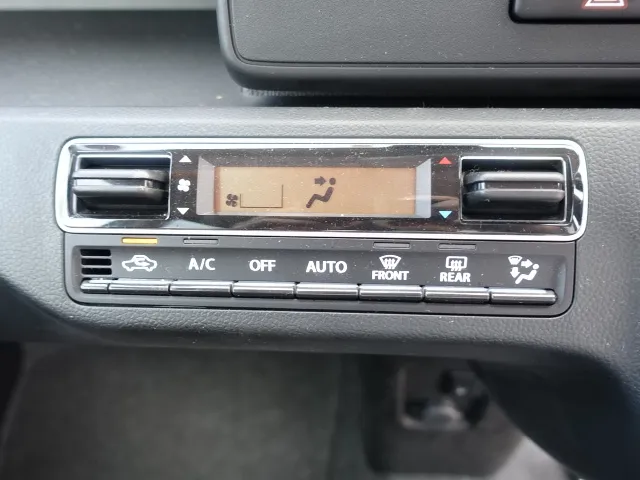 A/C OFF AUTO FRONT REAR